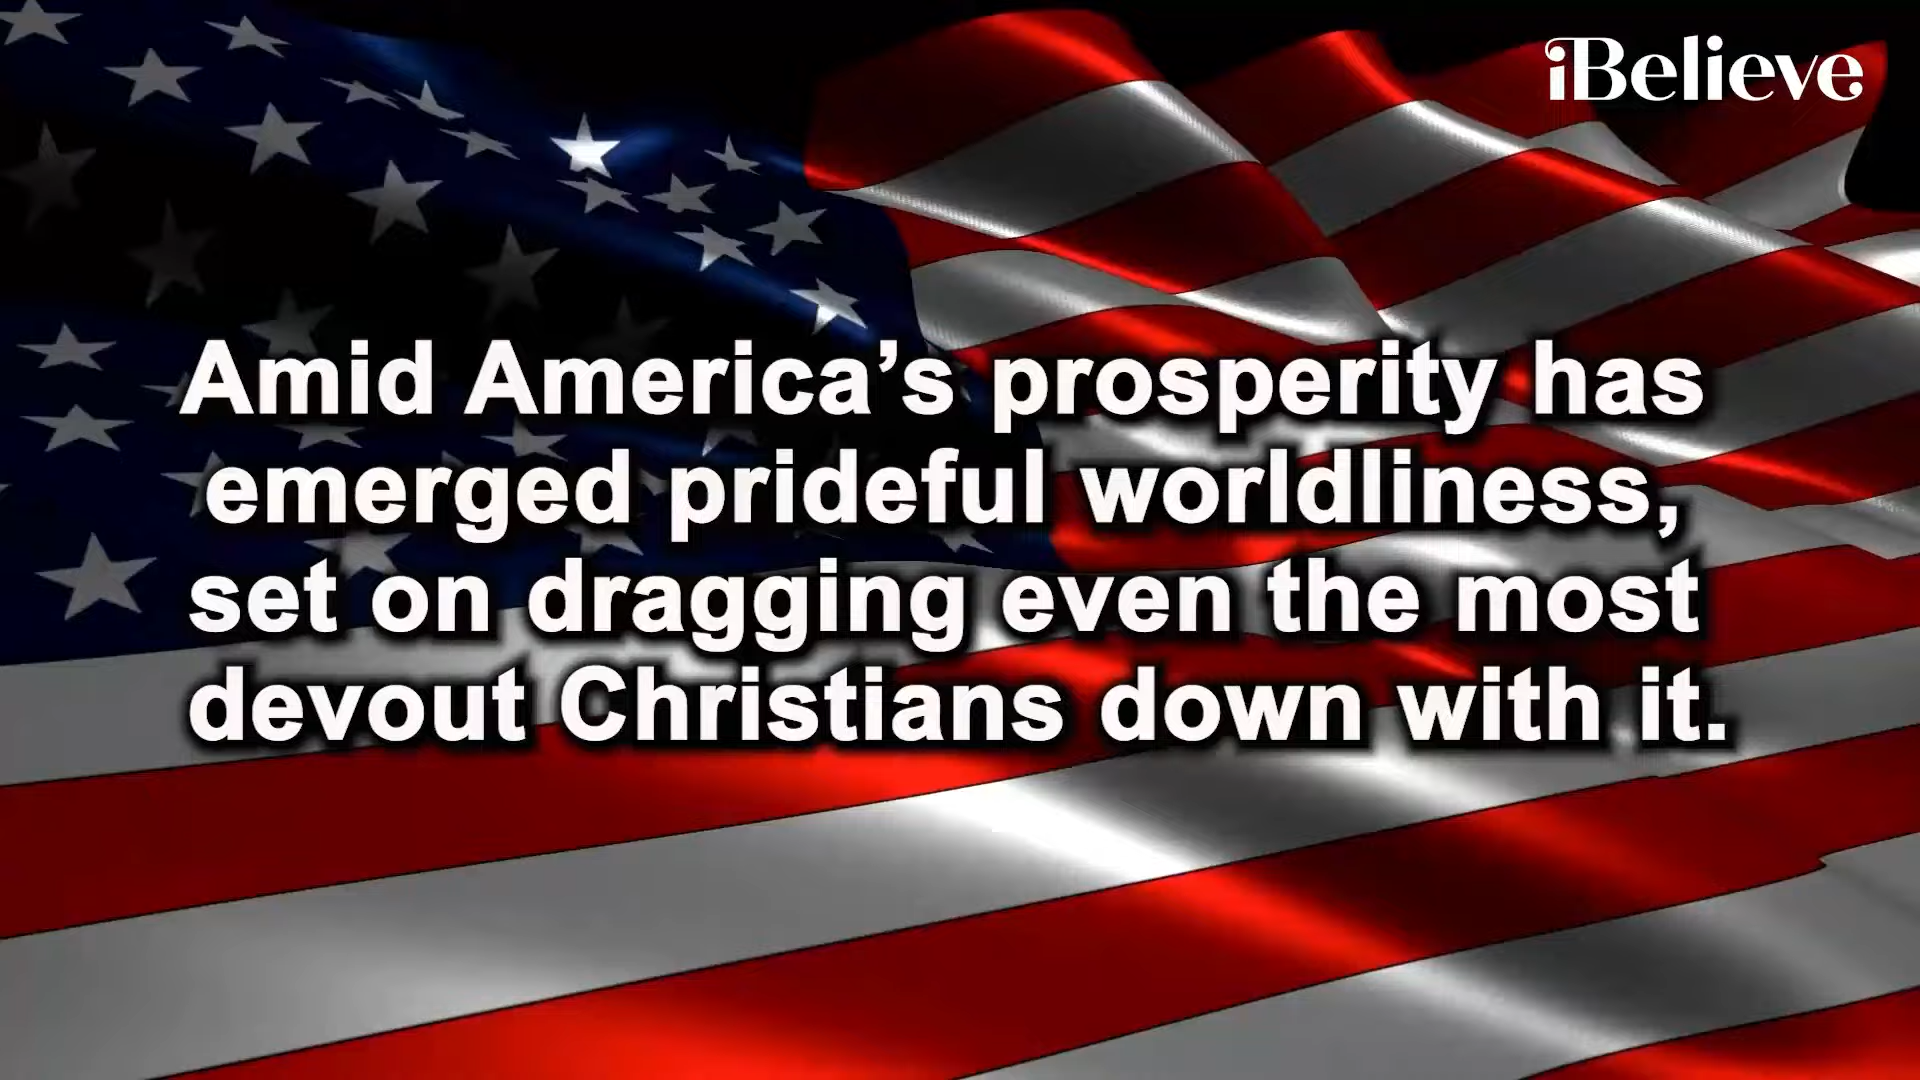 iBelieve
Amid America’s prosperity has
emerged prideful worldliness,
set on dragging even the most
devout Christians down with it.